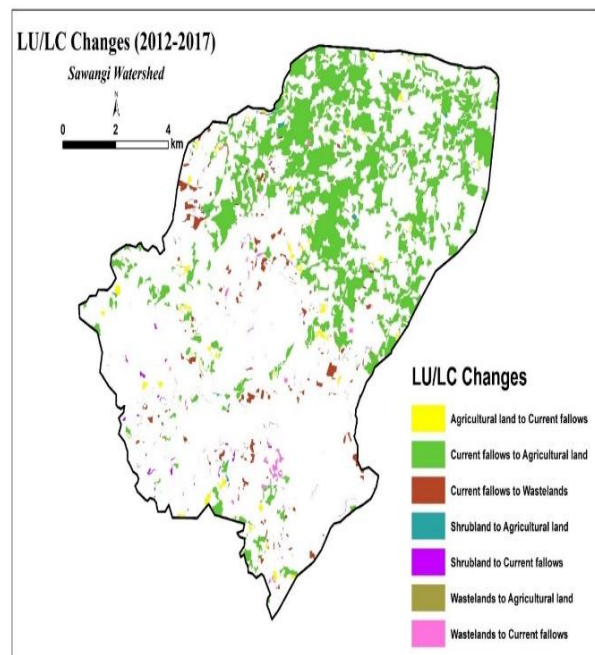 LU/LC Changes (2012-2017)
Sawangi Watershed
N
0 2 4
km
LU/LC Changes
Agricultural land to Current fallows
Current fallows to Agricultural land
Current fallows to Wastelands
Shrubland to Agricultural land
Shrubland to Current fallows
Wastelands to Agricultural land
Wastelands to Current fallows